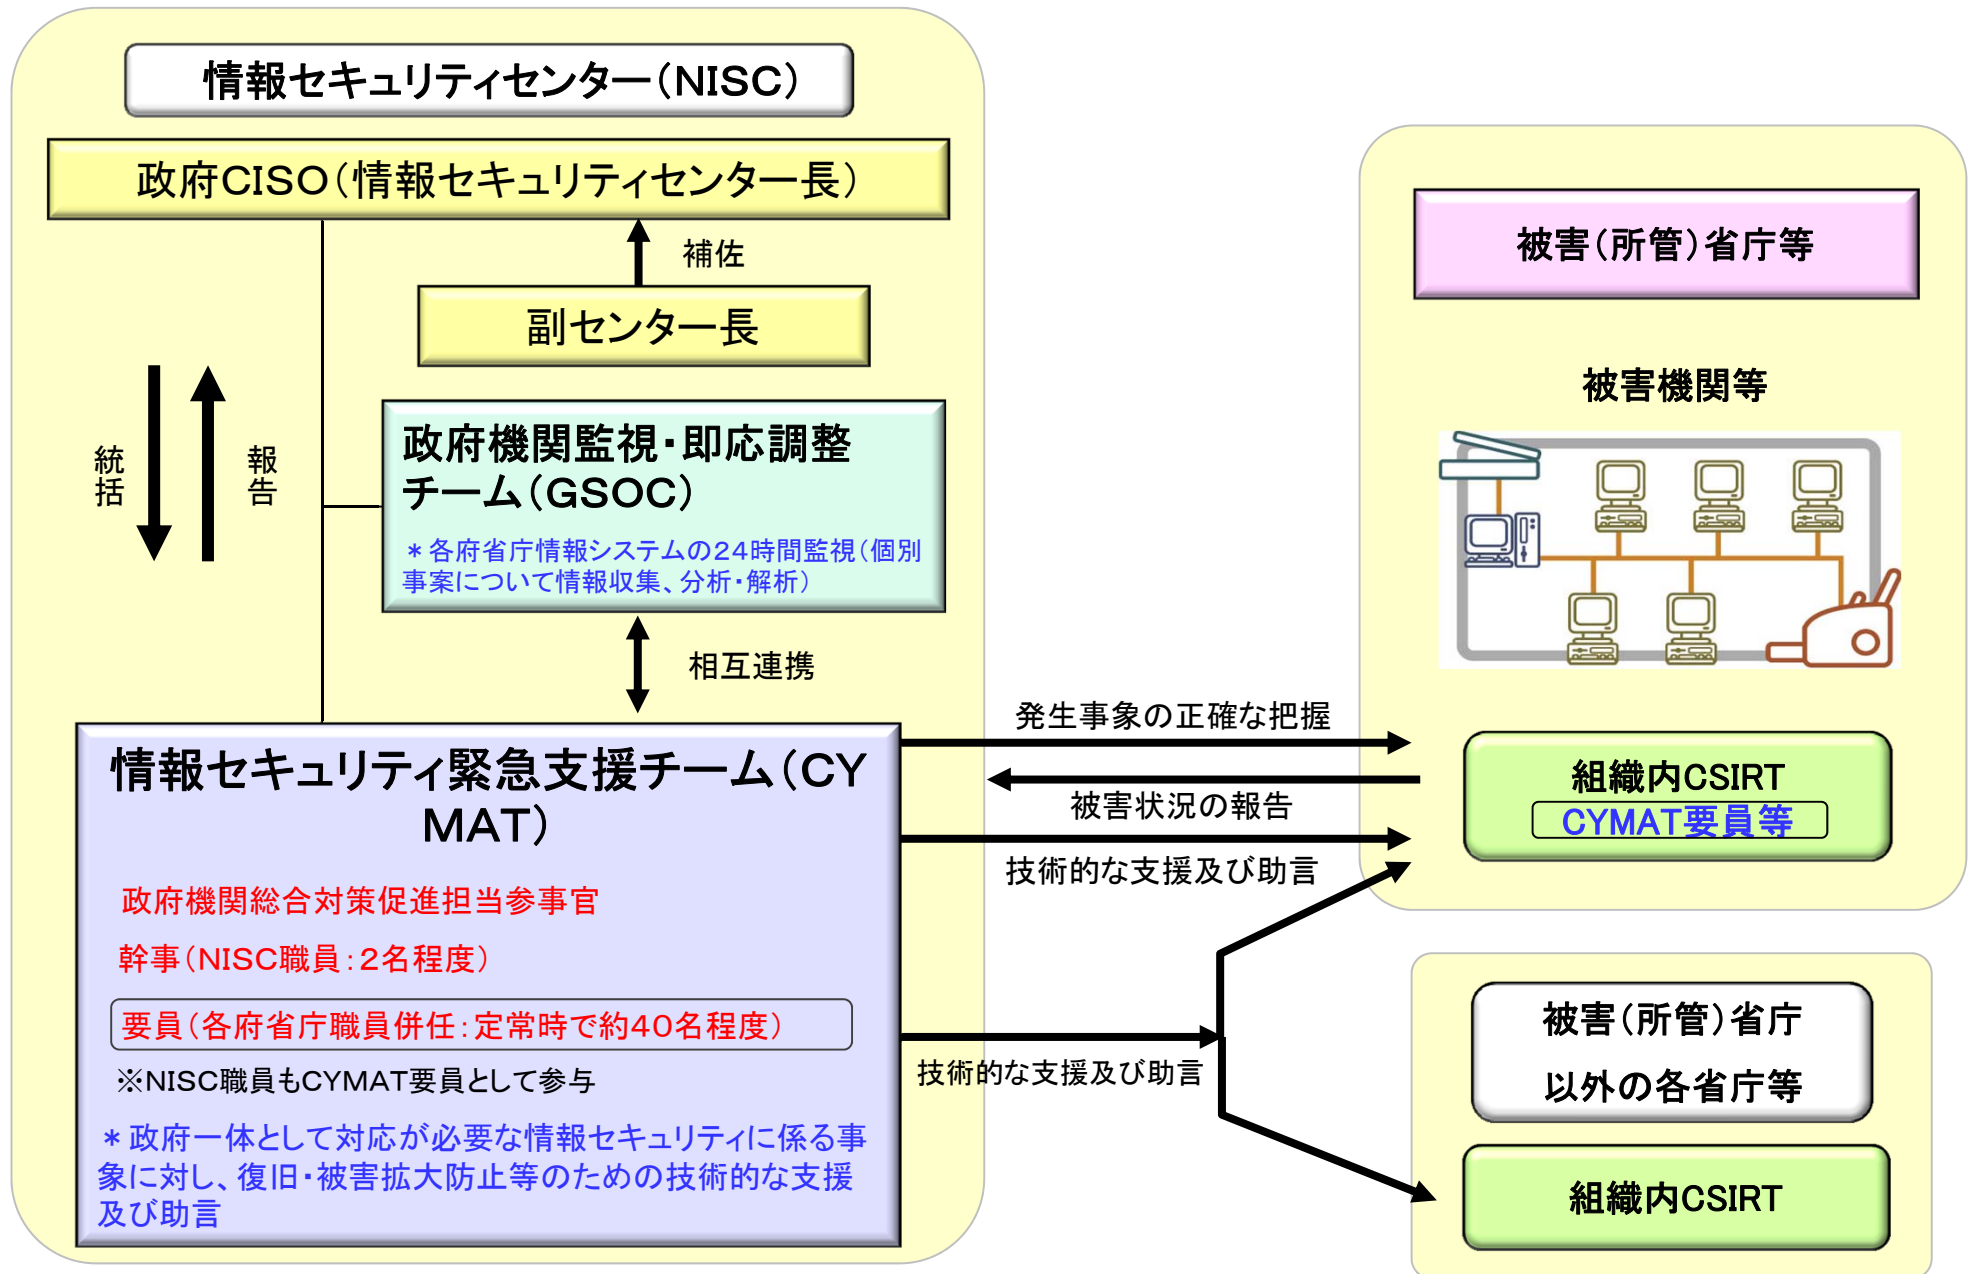 情報セキュリティセンター(NISC)
政府CISO(情報セキュリティセンター長)
補佐
副センター長
統括
報告
政府機関監視・即応調整
チーム(GSOC)
＊各府省庁情報システムの24時間監視(個別
事案について情報収集、分析・解析)
相互連携
情報セキュリティ緊急支援チーム(CY
MAT)
政府機関総合対策促進担当参事官
幹事(NISC職員:2名程度)
要員(各府省庁職員併任:定常時で約40名程度)
※NISC職員もCYMAT要員として参与
＊政府一体として対応が必要な情報セキュリティに係る事
象に対し、復旧・被害拡大防止等のための技術的な支援
及び助言
発生事象の正確な把握
被害状況の報告
技術的な支援及び助言
技術的な支援及び助言
被害(所管)省庁等
被害機関等
組織内CSIRT
CYMAT要員等
被害(所管)省庁
以外の各省庁等
組織内CSIRT